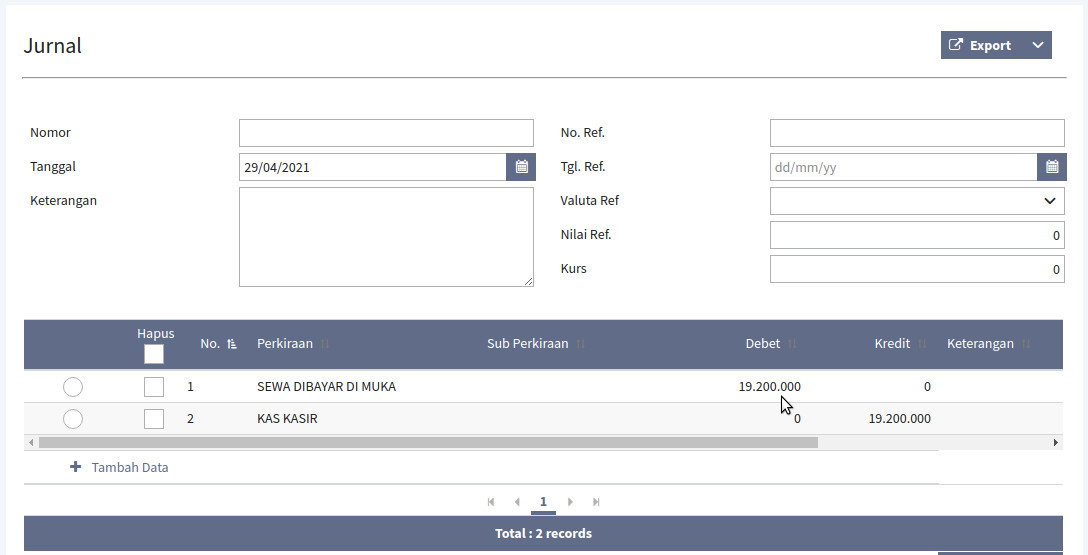 Jurnal
Export
Nomor
No. Ref.
Tanggal 29/04/2021
Tgl. Ref. dd/mm/yy
Keterangan
Valuta Ref
Nilai Ref. 0
Kurs 0
Hapus No. Perkiraan Sub Perkiraan Debet Kredit Keterangan
1 SEWA DIBAYAR DI MUKA 19.200.000 0
2 KAS KASIR 0 19.200.000
Tambah Data
1
Total : 2 records